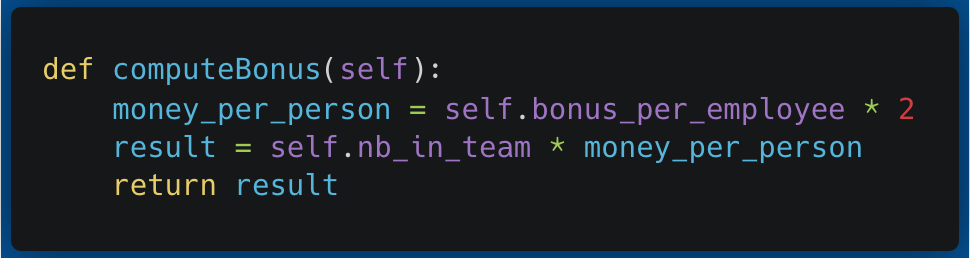 def computeBonus(self):
    money_per_person = self.bonus_per_employee * 2
    result = self.nb_in_team * money_per_person
    return result